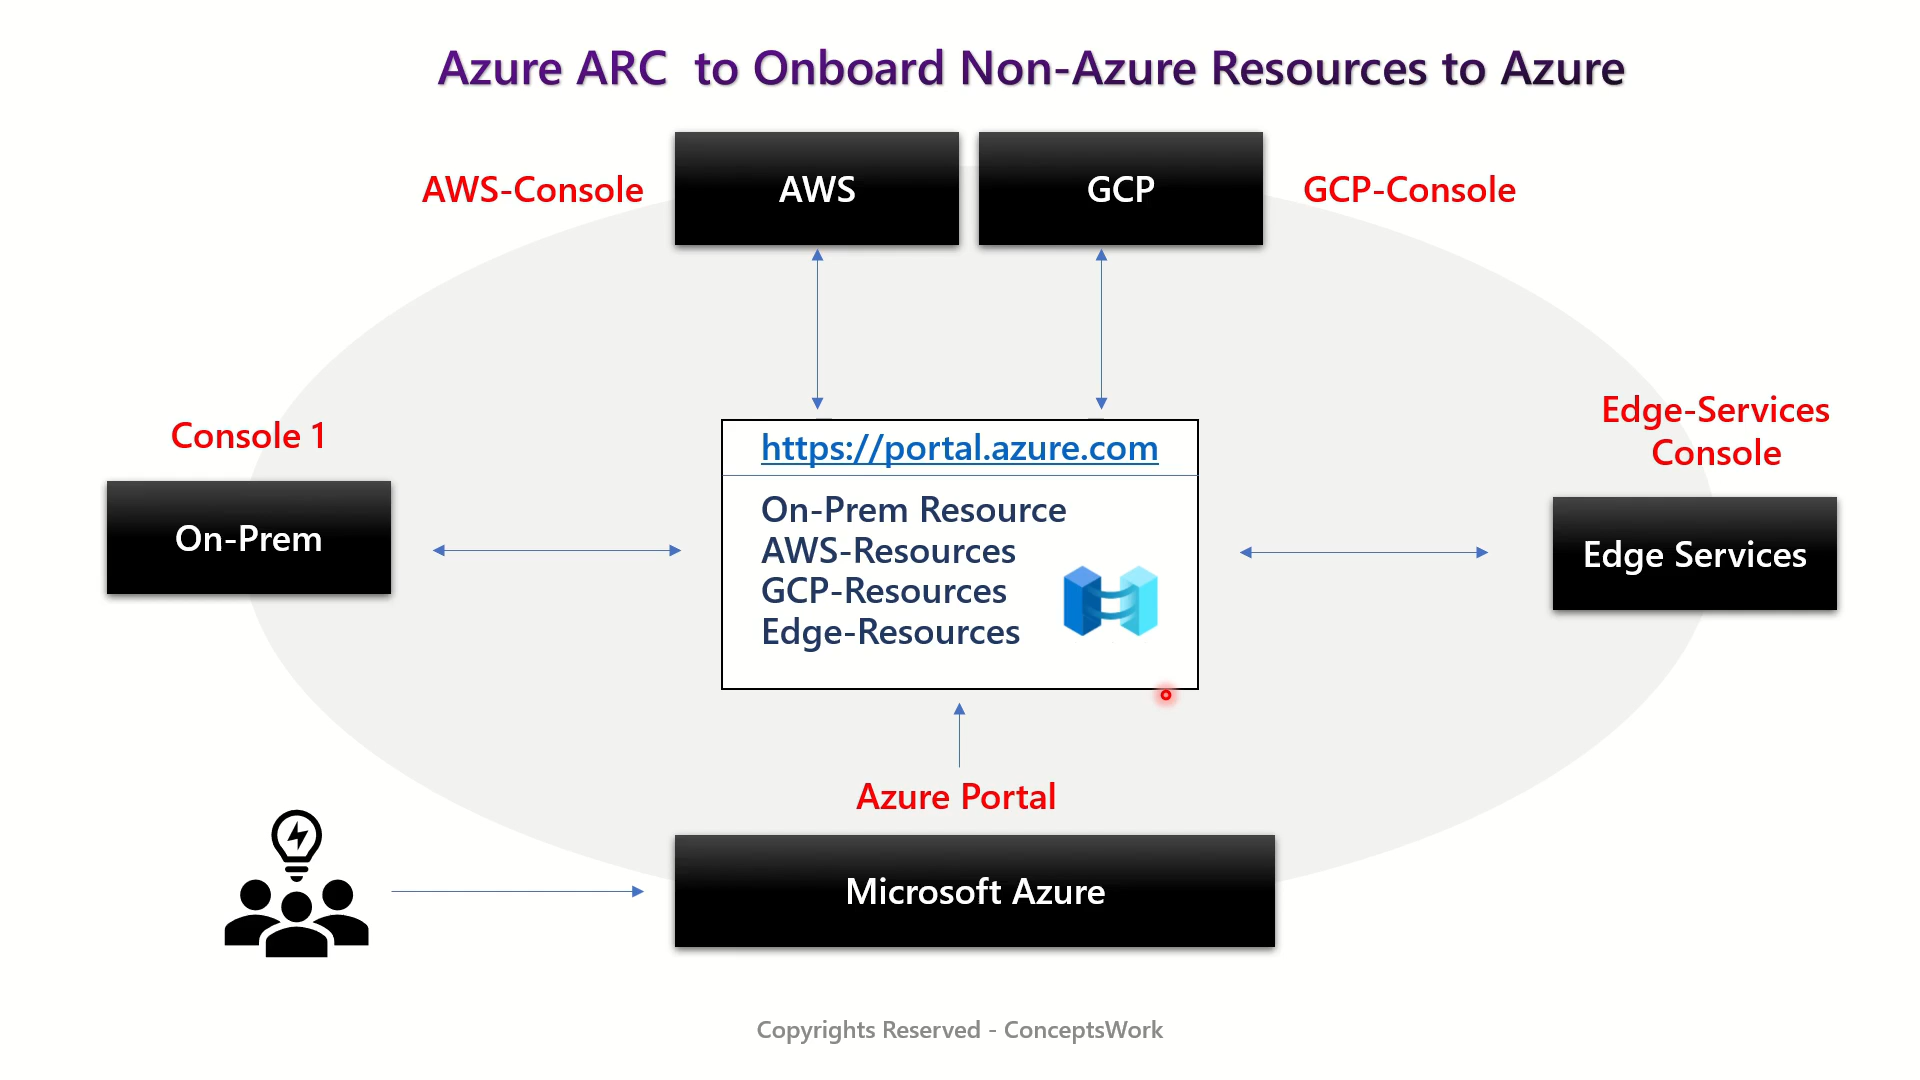 Azure ARC  to Onboard Non-Azure Resources to Azure
AWS-Console
AWS
GCP
GCP-Console
Console 1
On-Prem
https://portal.azure.com
On-Prem Resource
AWS-Resources
GCP-Resources
Edge-Resources
Edge-Services
Console
Edge Services
Azure Portal
Microsoft Azure
Copyrights Reserved - ConceptsWork